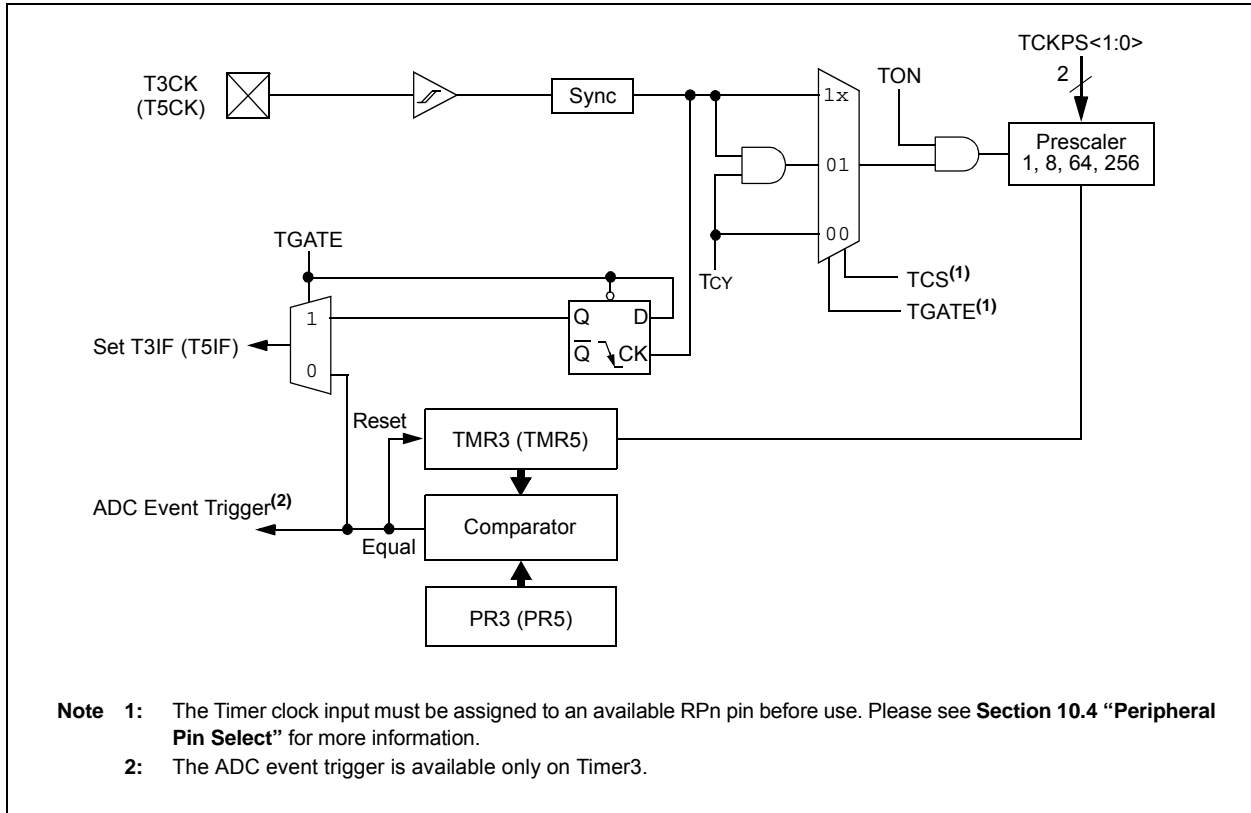 TCKPS<1:0>
2
T3CK
(T5CK)
Sync
TON
1x
01
00
Prescaler
1, 8, 64, 256
TCY
TCS(1)
TGATE(1)
TGATE
1
0
Q
D
Q
CK
Set T3IF (T5IF)
Reset
TMR3 (TMR5)
ADC Event Trigger(2)
Equal
Comparator
PR3 (PR5)
Note 1: The Timer clock input must be assigned to an available RPn pin before use. Please see Section 10.4 “Peripheral
Pin Select” for more information.
2: The ADC event trigger is available only on Timer3.